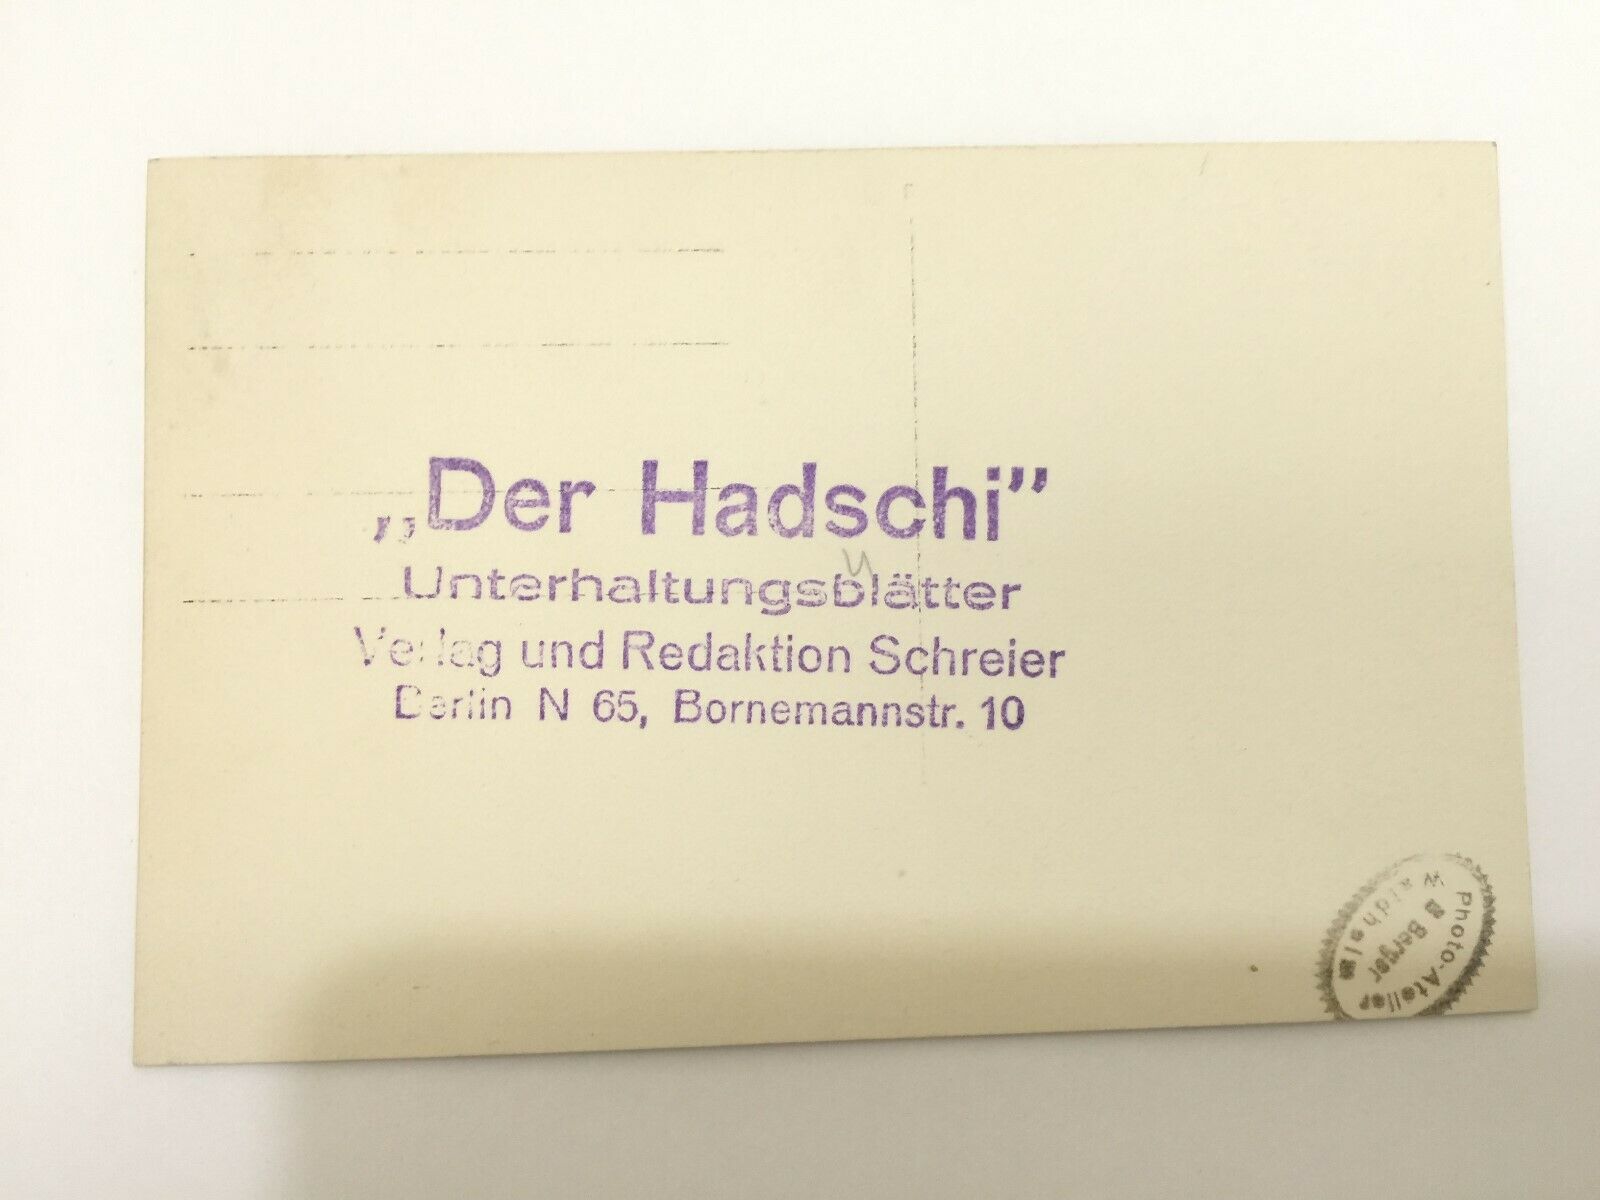 „Der Hadschi”
Unterhaltungsblätter
Verlag und Redaktion Schreier
Berlin N 65, Bornemannstr. 10
Photo-Atelier
Berger